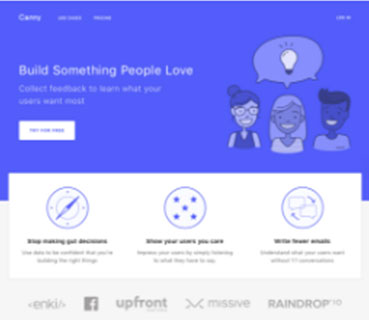 Canny USE CASES PRICING LOG IN
Build Something People Love
Collect feedback to learn what your
users want most
TRY FOR FREE
Stop making gut decisions
Use data to be confident that you're
building the right things
Show your users you care
Impress your users by simply listening
to what they have to say.
Write fewer emails
Understand what your users want
without 1:1 conversations
<enki/>
upfront
missive
RAINDROP.IO